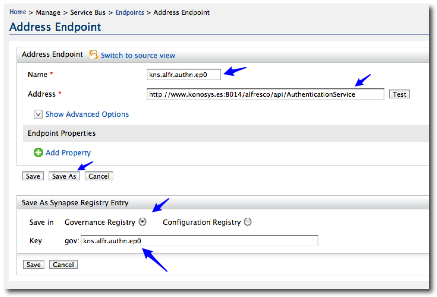 Home > Manage > Service Bus > Endpoints > Address Endpoint
Address Endpoint
Address Endpoint Switch to source view
Name * kns.alfr.authn.ep0
Address * http://www.konosys.es:8014/alfresco/api/AuthenticationService Test
Show Advanced Options
Endpoint Properties
Add Property
Save Save As Cancel
Save As Synapse Registry Entry
Save in Governance Registry Configuration Registry
Key gov: kns.alfr.authn.ep0
Save Cancel